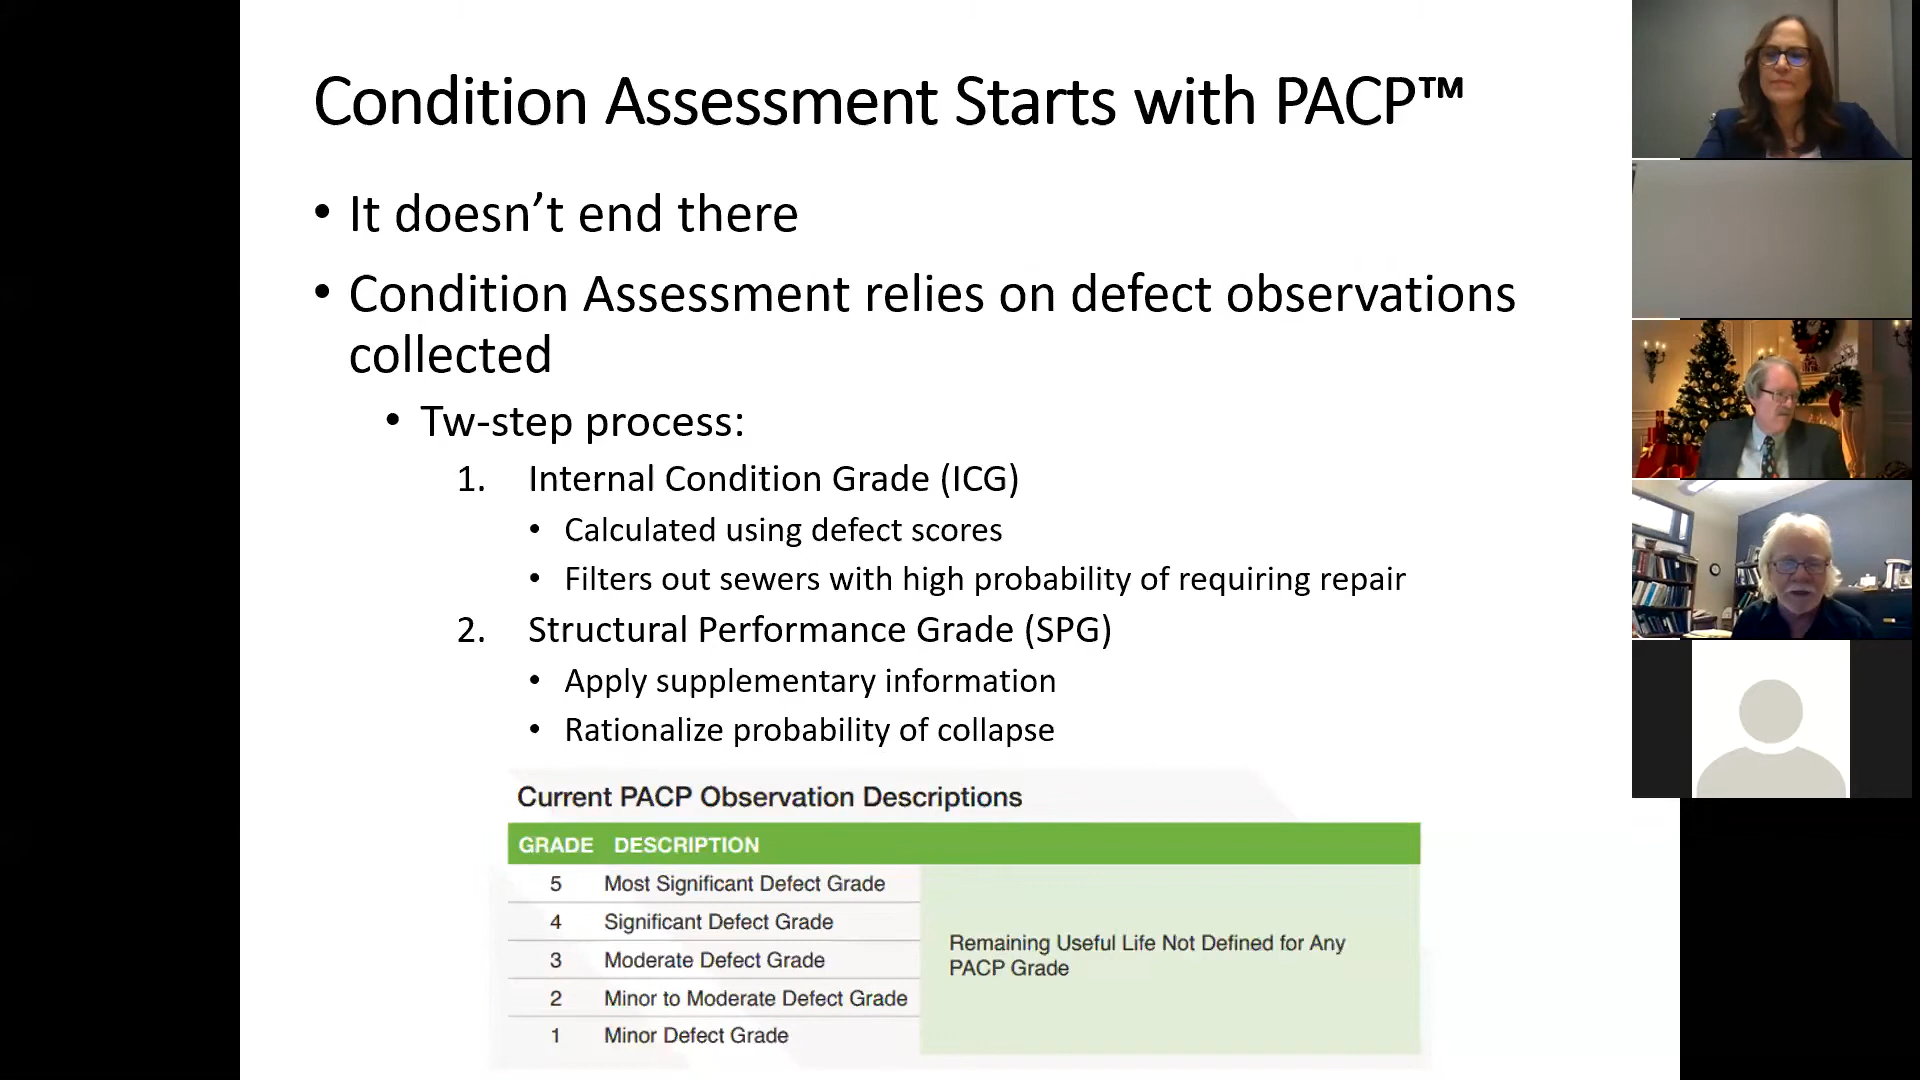 Condition Assessment Starts with PACP™
• It doesn’t end there
• Condition Assessment relies on defect observations
collected
• Tw-step process:
1. Internal Condition Grade (ICG)
• Calculated using defect scores
• Filters out sewers with high probability of requiring repair
2. Structural Performance Grade (SPG)
• Apply supplementary information
• Rationalize probability of collapse
Current PACP Observation Descriptions
GRADE DESCRIPTION
5 Most Significant Defect Grade
4 Significant Defect Grade
3 Moderate Defect Grade
2 Minor to Moderate Defect Grade
1 Minor Defect Grade
Remaining Useful Life Not Defined for Any
PACP Grade